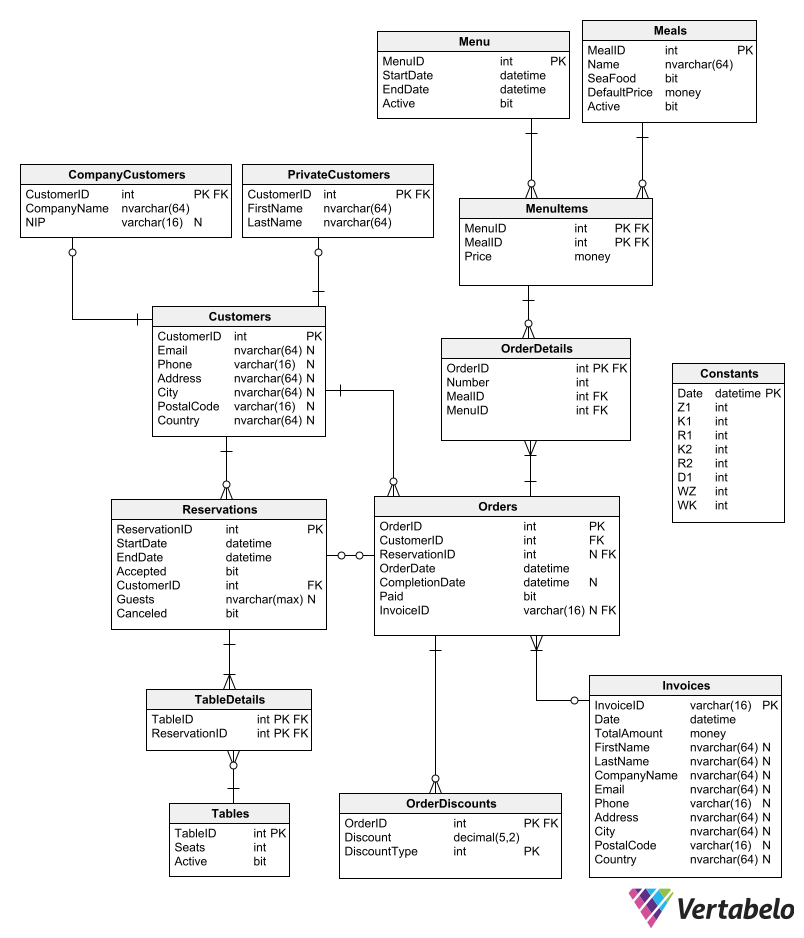 Menu
MenuID int PK
StartDate datetime
EndDate datetime
Active bit
Meals
MealID int PK
Name nvarchar(64)
SeaFood bit
DefaultPrice money
Active bit
CompanyCustomers
CustomerID int PK FK
CompanyName nvarchar(64)
NIP varchar(16) N
PrivateCustomers
CustomerID int PK FK
FirstName nvarchar(64)
LastName nvarchar(64)
MenuItems
MenuID int PK FK
MealID int PK FK
Price money
Customers
CustomerID int PK
Email nvarchar(64) N
Phone varchar(16) N
Address nvarchar(64) N
City nvarchar(64) N
PostalCode varchar(16) N
Country nvarchar(64) N
OrderDetails
OrderID int PK FK
Number int
MealID int FK
MenuID int FK
Constants
Date datetime PK
Z1 int
K1 int
R1 int
K2 int
R2 int
D1 int
WZ int
WK int
Reservations
ReservationID int PK
StartDate datetime
EndDate datetime
Accepted bit
CustomerID int FK
Guests nvarchar(max) N
Canceled bit
Orders
OrderID int PK
CustomerID int FK
ReservationID int N FK
OrderDate datetime
CompletionDate datetime N
Paid bit
InvoiceID varchar(16) N FK
TableDetails
TableID int PK FK
ReservationID int PK FK
Invoices
InvoiceID varchar(16) PK
Date datetime
TotalAmount money
FirstName nvarchar(64) N
LastName nvarchar(64) N
CompanyName nvarchar(64) N
Email nvarchar(64) N
Phone varchar(16) N
Address nvarchar(64) N
City nvarchar(64) N
PostalCode varchar(16) N
Country nvarchar(64) N
Tables
TableID int PK
Seats int
Active bit
OrderDiscounts
OrderID int PK FK
Discount decimal(5,2)
DiscountType int PK
Vertabelo